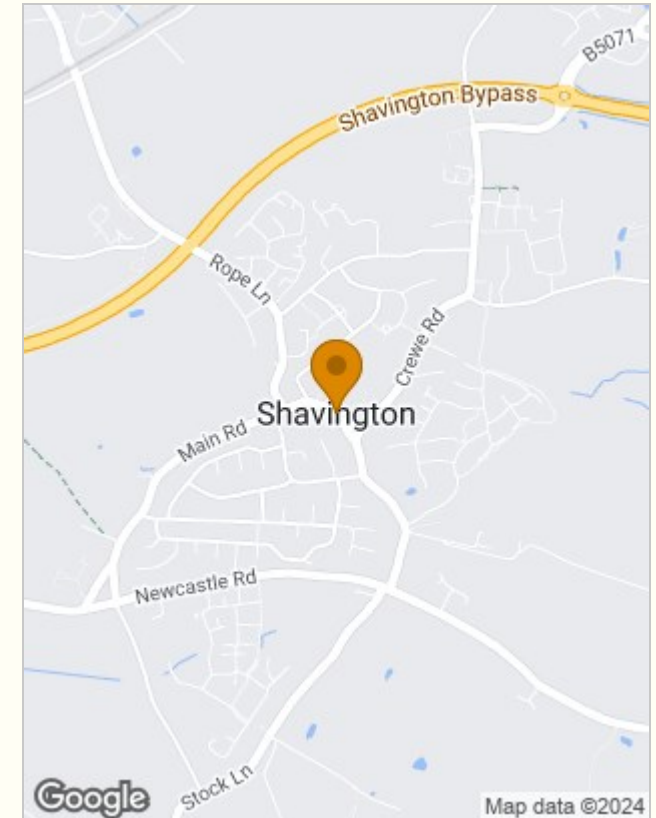 B5071
Shavington Bypass
Rope Ln
Crewe Rd
Shavington
Main Rd
Newcastle Rd
Stock Ln
Google
Map data ©2024